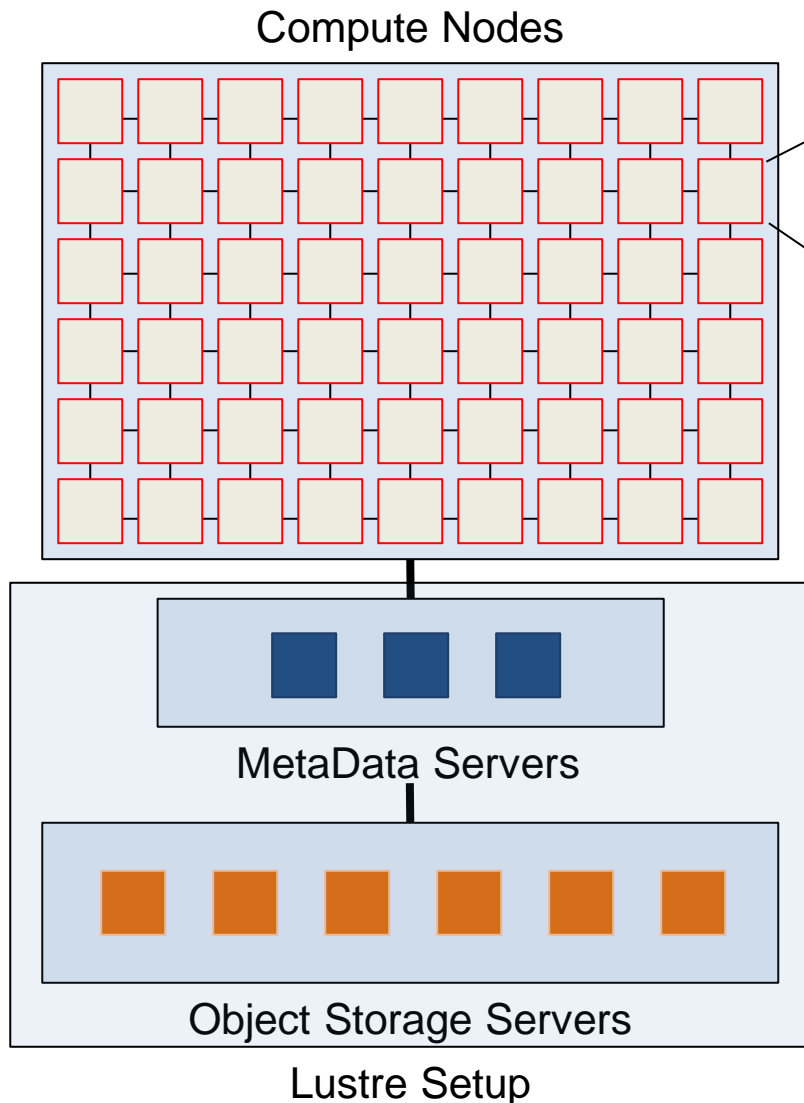 Compute Nodes
MetaData Servers
Object Storage Servers
Lustre Setup